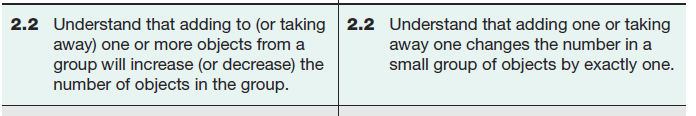 2.2 Understand that adding to (or taking
away) one or more objects from a
group will increase (or decrease) the
number of objects in the group.
2.2 Understand that adding one or taking
away one changes the number in a
small group of objects by exactly one.